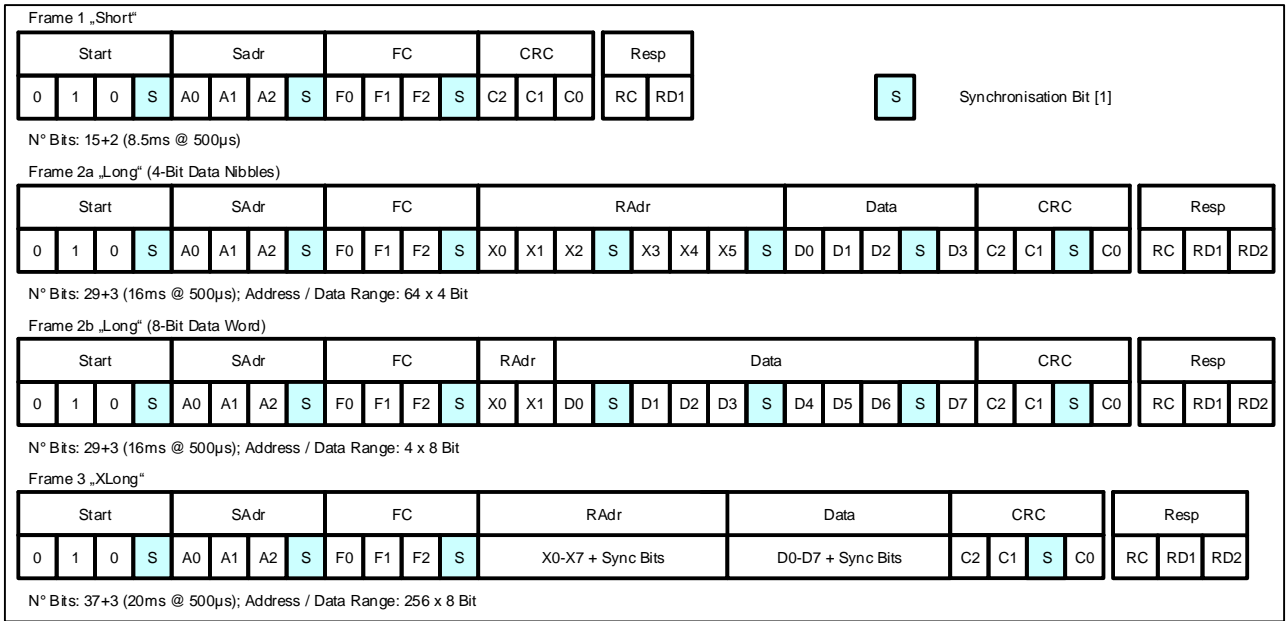 Frame 1 „Short“
Start Sadr FC CRC Resp
0 1 0 S A0 A1 A2 S F0 F1 F2 S C2 C1 C0 RC RD1
S Synchronisation Bit [1]
N° Bits: 15+2 (8.5ms @ 500µs)
Frame 2a „Long“ (4-Bit Data Nibbles)
Start SAdr FC RAdr Data CRC Resp
0 1 0 S A0 A1 A2 S F0 F1 F2 S X0 X1 X2 S X3 X4 X5 S D0 D1 D2 S D3 C2 C1 S C0 RC RD1 RD2
N° Bits: 29+3 (16ms @ 500µs); Address / Data Range: 64 x 4 Bit
Frame 2b „Long“ (8-Bit Data Word)
Start SAdr FC RAdr Data CRC Resp
0 1 0 S A0 A1 A2 S F0 F1 F2 S X0 X1 D0 S D1 D2 D3 S D4 D5 D6 S D7 C2 C1 S C0 RC RD1 RD2
N° Bits: 29+3 (16ms @ 500µs); Address / Data Range: 4 x 8 Bit
Frame 3 „XLong“
Start SAdr FC RAdr Data CRC Resp
0 1 0 S A0 A1 A2 S F0 F1 F2 S X0-X7 + Sync Bits D0-D7 + Sync Bits C2 C1 S C0 RC RD1 RD2
N° Bits: 37+3 (20ms @ 500µs); Address / Data Range: 256 x 8 Bit